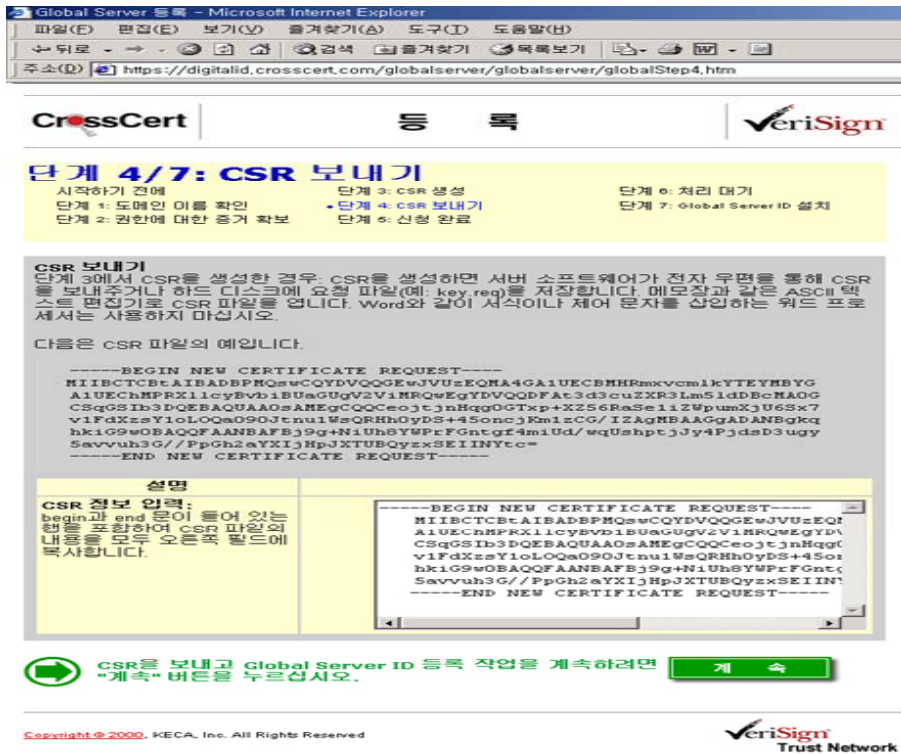 Global Server 등록 - Microsoft Internet Explorer
파일(F) 편집(E) 보기(V) 즐겨찾기(A) 도구(T) 도움말(H)
뒤로 검색 즐겨찾기 목록보기
주소(D) https://digitalid.crosscert.com/globalserver/globalserver/globalStep4.htm
CrossCert 등 록 VeriSign
단계 4/7: CSR 보내기
시작하기 전에 단계 3: CSR 생성 단계 6: 처리 대기
단계 1: 도메인 이름 확인 •단계 4: CSR 보내기 단계 7: Global Server ID 설치
단계 2: 권한에 대한 증거 확보 단계 5: 신청 완료
CSR 보내기
단계 3에서 CSR을 생성한 경우: CSR을 생성하면 서버 소프트웨어가 전자 우편을 통해 CSR
을 보내주거나 하드 디스크에 요청 파일(예: key.req)을 저장합니다. 메모장과 같은 ASCII 텍
스트 편집기로 CSR 파일을 엽니다. Word와 같이 서식이나 제어 문자를 삽입하는 워드 프로
세서는 사용하지 마십시오.
다음은 CSR 파일의 예입니다.
-----BEGIN NEW CERTIFICATE REQUEST----
-----END NEW CERTIFICATE REQUEST-----
설명
CSR 정보 입력:
begin과 end 문이 들어 있는
행을 포함하여 CSR 파일의
내용을 모두 오른쪽 필드에
복사합니다.
-----BEGIN NEW CERTIFICATE REQUEST-----
-----END NEW CERTIFICATE REQUEST-----
CSR을 보내고 Global Server ID 등록 작업을 계속하려면
"계속" 버튼을 누르십시오.
계 속
Copyright © 2000, KECA, Inc. All Rights Reserved
VeriSign
Trust Network